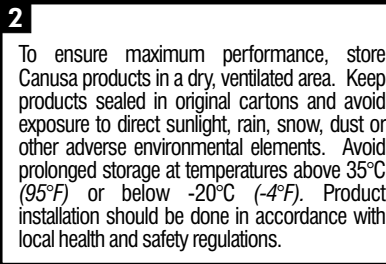 2
To ensure maximum performance, store
Canusa products in a dry, ventilated area. Keep
products sealed in original cartons and avoid
exposure to direct sunlight, rain, snow, dust or
other adverse environmental elements. Avoid
prolonged storage at temperatures above 35°C
(95°F) or below -20°C (-4°F). Product
installation should be done in accordance with
local health and safety regulations.